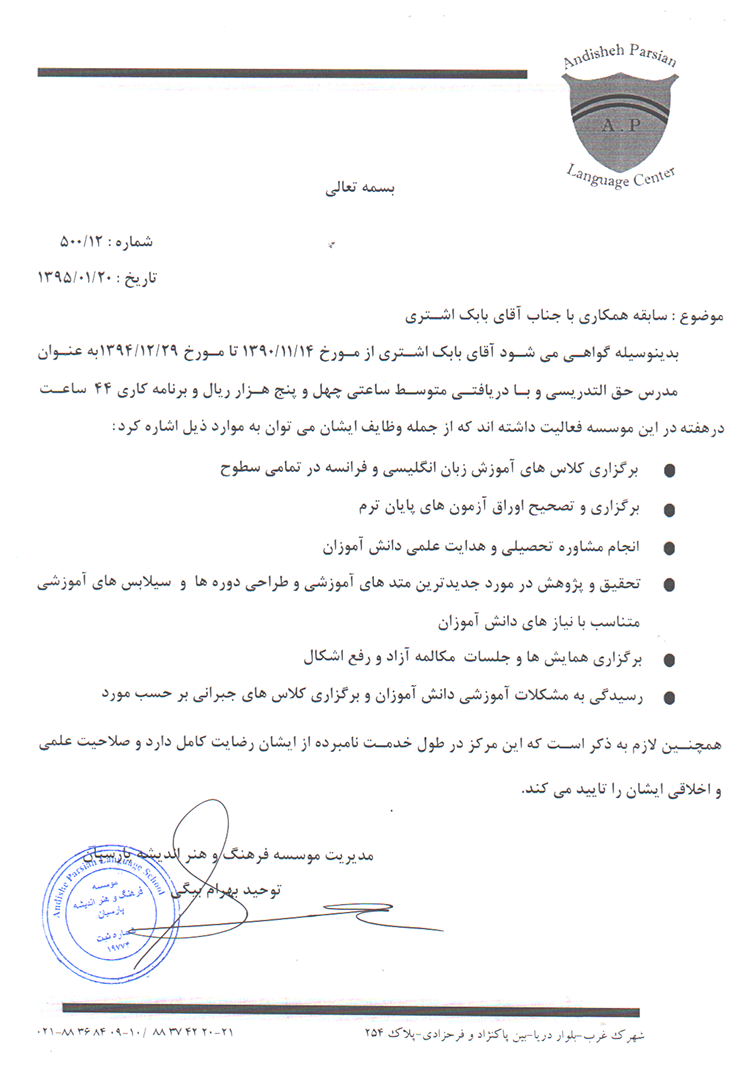 Andisheh Parsian
A . P
Language Center
بسمه تعالی
شماره : ۵۰۰/۱۲
تاریخ : ۱۳۹۵/۰۱/۲۰
موضوع : سابقه همکاری با جناب آقای بابک اشتری
بدینوسیله گواهی می شود آقای بابک اشتری از مورخ ۱۳۹۰/۱۱/۱۴ تا مورخ ۱۳۹۴/۱۲/۲۹به عنوان
مدرس حق التدریسی و با دریافتی متوسط ساعتی چهل و پنج هزار ریال و برنامه کاری ۴۴ ساعت
درهفته در این موسسه فعالیت داشته اند که از جمله وظایف ایشان می توان به موارد ذیل اشاره کرد:
● برگزاری کلاس های آموزش زبان انگلیسی و فرانسه در تمامی سطوح
● برگزاری و تصحیح اوراق آزمون های پایان ترم
● انجام مشاوره تحصیلی و هدایت علمی دانش آموزان
● تحقیق و پژوهش در مورد جدیدترین متد های آموزشی و طراحی دوره ها و سیلابس های آموزشی
متناسب با نیاز های دانش آموزان
● برگزاری همایش ها و جلسات مکالمه آزاد و رفع اشکال
● رسیدگی به مشکلات آموزشی دانش آموزان و برگزاری کلاس های جبرانی بر حسب مورد
همچنین لازم به ذکر است که این مرکز در طول خدمت نامبرده از ایشان رضایت کامل دارد و صلاحیت علمی
و اخلاقی ایشان را تایید می کند.
مدیریت موسسه فرهنگ و هنر اندیشه پارسیان
توحید بهرام بیگی
Andishe Parsian Language School
موسسه
فرهنگ و هنر اندیشه
پارسیان
شماره ثبت
۱۹۷۷۳
شهرک غرب-بلوار دریا-بین پاکنژاد و فرحزادی-پلاک ۲۵۴
۰۲۱-۸۸ ۳۶ ۸۴ ۰۹-۱۰ / ۸۸ ۳۷ ۴۲ ۲۰-۲۱